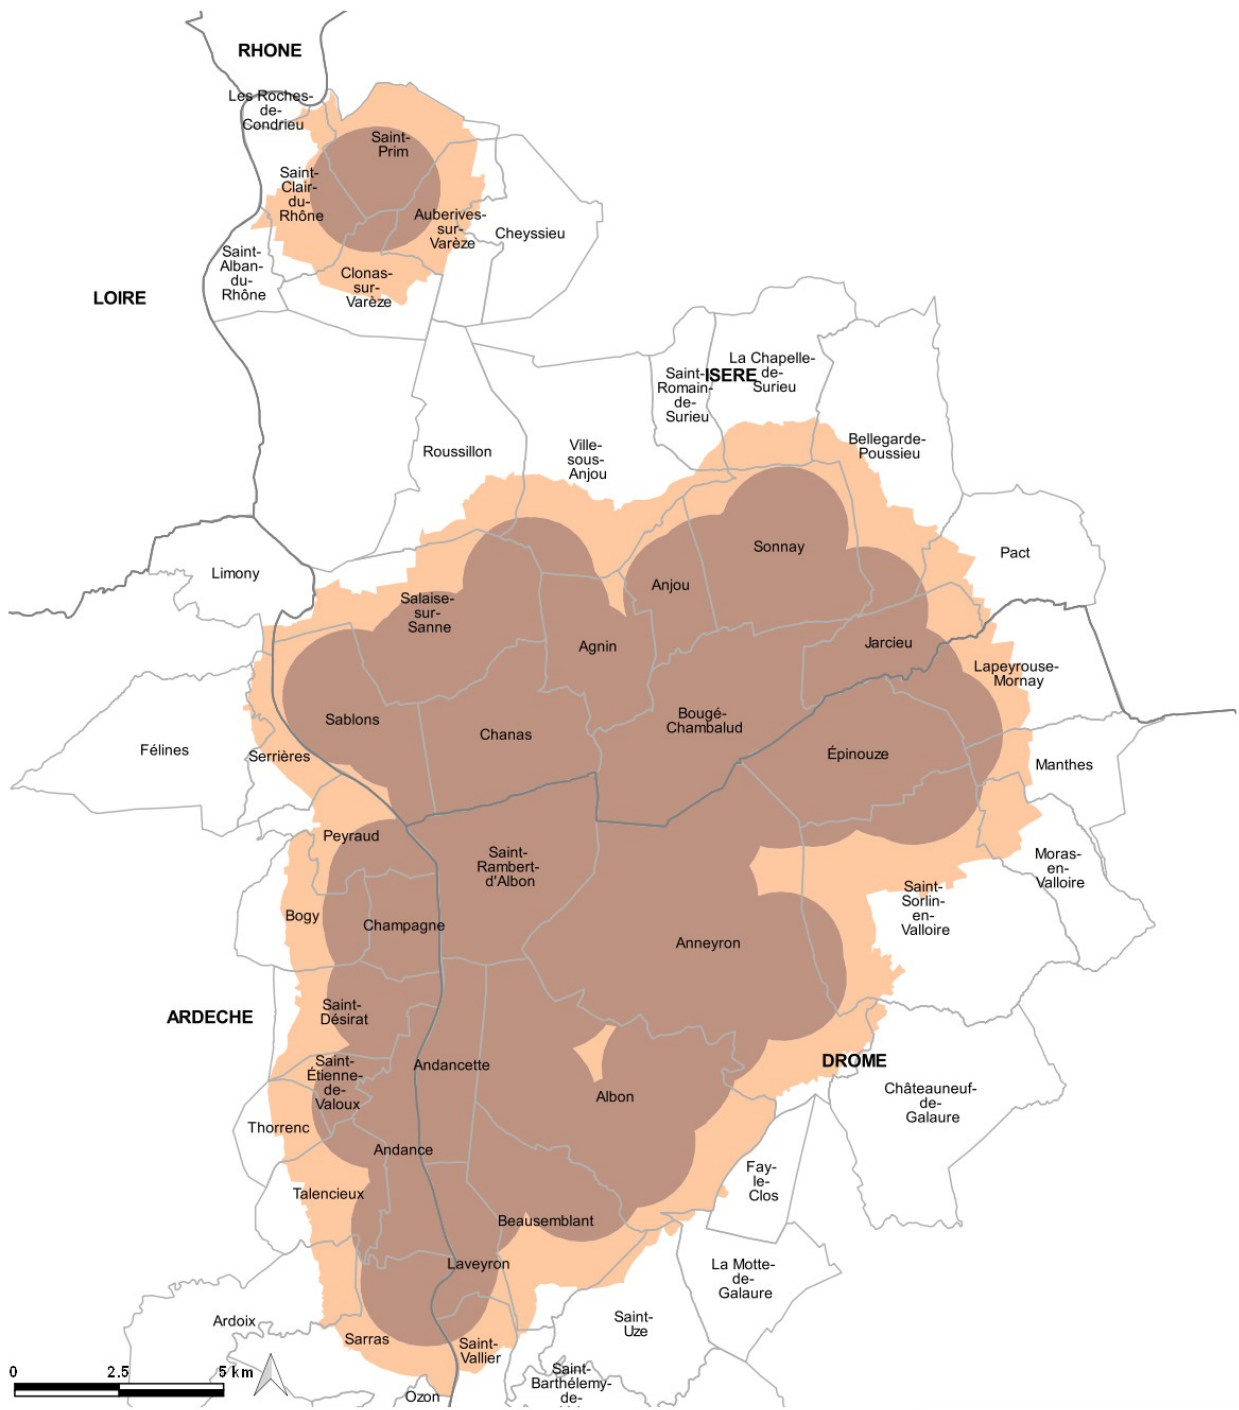 RHONE
Les Roches-
de-
Condrieu
Saint-
Prim
Saint-
Clair-
du-
Rhône
Auberives-
sur-
Varèze
Cheyssieu
Saint-
Alban-
du-
Rhône
Clonas-
sur-
Varèze
LOIRE
La Chapelle-
de-
Surieu
ISERE
Saint-
Romain-
de-
Surieu
Bellegarde-
Poussieu
Roussillon
Ville-
sous-
Anjou
Sonnay
Pact
Limony
Anjou
Salaise-
sur-
Sanne
Agnin
Jarcieu
Lapeyrouse-
Mornay
Sablons
Bougé-
Chambalud
Chanas
Félines
Serrières
Épinouze
Manthes
Peyraud
Saint-
Rambert-
d'Albon
Moras-
en-
Valloire
Saint-
Sorlin-
en-
Valloire
Bogy
Champagne
Anneyron
ARDECHE
Saint-
Désirat
DROME
Saint-
Étienne-
de-
Valoux
Andancette
Albon
Châteauneuf-
de-
Galaure
Thorrenc
Andance
Fay-
le-
Clos
Talencieux
Beausemblant
Laveyron
La Motte-
de-
Galaure
Ardoix
Sarras
Saint-
Vallier
Saint-
Uze
Saint-
Barthélemy-
de-
Ozon
0 2.5 5 km